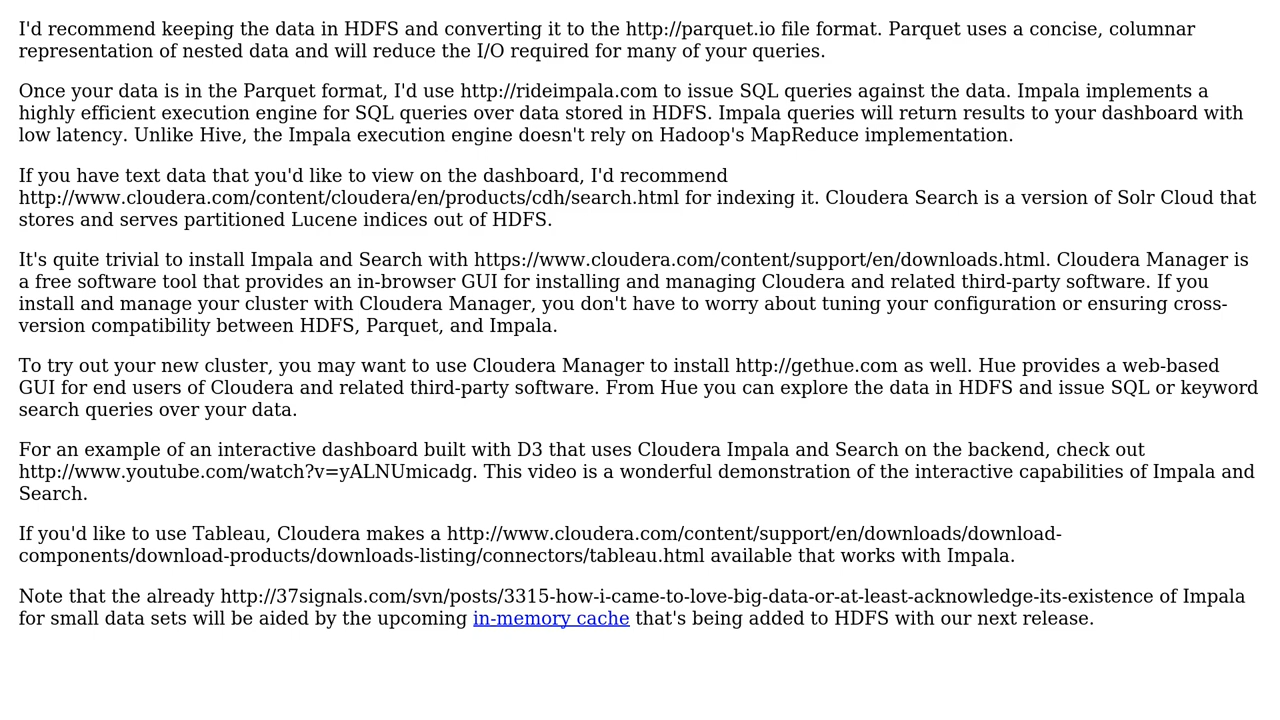 I'd recommend keeping the data in HDFS and converting it to the http://parquet.io file format. Parquet uses a concise, columnar
representation of nested data and will reduce the I/O required for many of your queries.
Once your data is in the Parquet format, I'd use http://rideimpala.com to issue SQL queries against the data. Impala implements a
highly efficient execution engine for SQL queries over data stored in HDFS. Impala queries will return results to your dashboard with
low latency. Unlike Hive, the Impala execution engine doesn't rely on Hadoop's MapReduce implementation.
If you have text data that you'd like to view on the dashboard, I'd recommend
http://www.cloudera.com/content/cloudera/en/products/cdh/search.html for indexing it. Cloudera Search is a version of Solr Cloud that
stores and serves partitioned Lucene indices out of HDFS.
It's quite trivial to install Impala and Search with https://www.cloudera.com/content/support/en/downloads.html. Cloudera Manager is
a free software tool that provides an in-browser GUI for installing and managing Cloudera and related third-party software. If you
install and manage your cluster with Cloudera Manager, you don't have to worry about tuning your configuration or ensuring cross-
version compatibility between HDFS, Parquet, and Impala.
To try out your new cluster, you may want to use Cloudera Manager to install http://gethue.com as well. Hue provides a web-based
GUI for end users of Cloudera and related third-party software. From Hue you can explore the data in HDFS and issue SQL or keyword
search queries over your data.
For an example of an interactive dashboard built with D3 that uses Cloudera Impala and Search on the backend, check out
http://www.youtube.com/watch?v=yALNUmicadg. This video is a wonderful demonstration of the interactive capabilities of Impala and
Search.
If you'd like to use Tableau, Cloudera makes a http://www.cloudera.com/content/support/en/downloads/download-
components/download-products/downloads-listing/connectors/tableau.html available that works with Impala.
Note that the already http://37signals.com/svn/posts/3315-how-i-came-to-love-big-data-or-at-least-acknowledge-its-existence of Impala
for small data sets will be aided by the upcoming in-memory cache that's being added to HDFS with our next release.